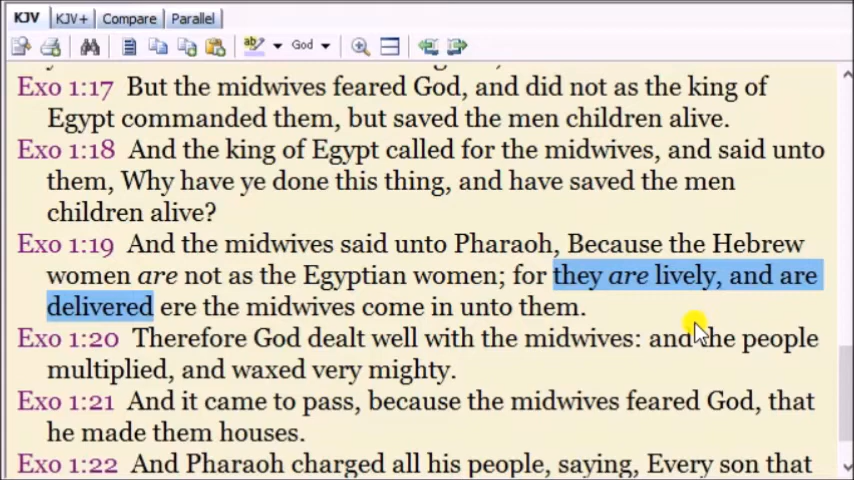 KJV KJV+ Compare Parallel
ab God
Exo 1:17 But the midwives feared God, and did not as the king of
Egypt commanded them, but saved the men children alive.
Exo 1:18 And the king of Egypt called for the midwives, and said unto
them, Why have ye done this thing, and have saved the men
children alive?
Exo 1:19 And the midwives said unto Pharaoh, Because the Hebrew
women are not as the Egyptian women; for they are lively, and are
delivered ere the midwives come in unto them.
Exo 1:20 Therefore God dealt well with the midwives: and the people
multiplied, and waxed very mighty.
Exo 1:21 And it came to pass, because the midwives feared God, that
he made them houses.
Exo 1:22 And Pharaoh charged all his people, saying, Every son that